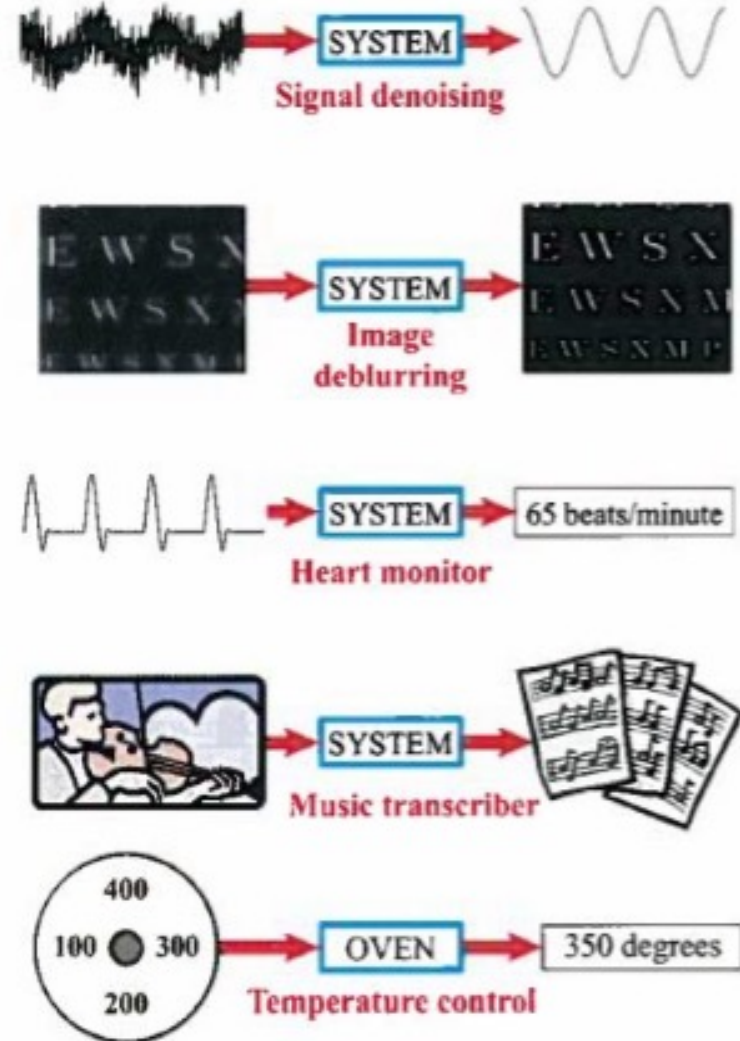 SYSTEM
Signal denoising
E W S X
E W S X
E W S X M P
SYSTEM
Image
deblurring
E W S X
E W S X M
E W S X M P
SYSTEM
65 beats/minute
Heart monitor
SYSTEM
Music transcriber
400
100 300
200
OVEN
350 degrees
Temperature control